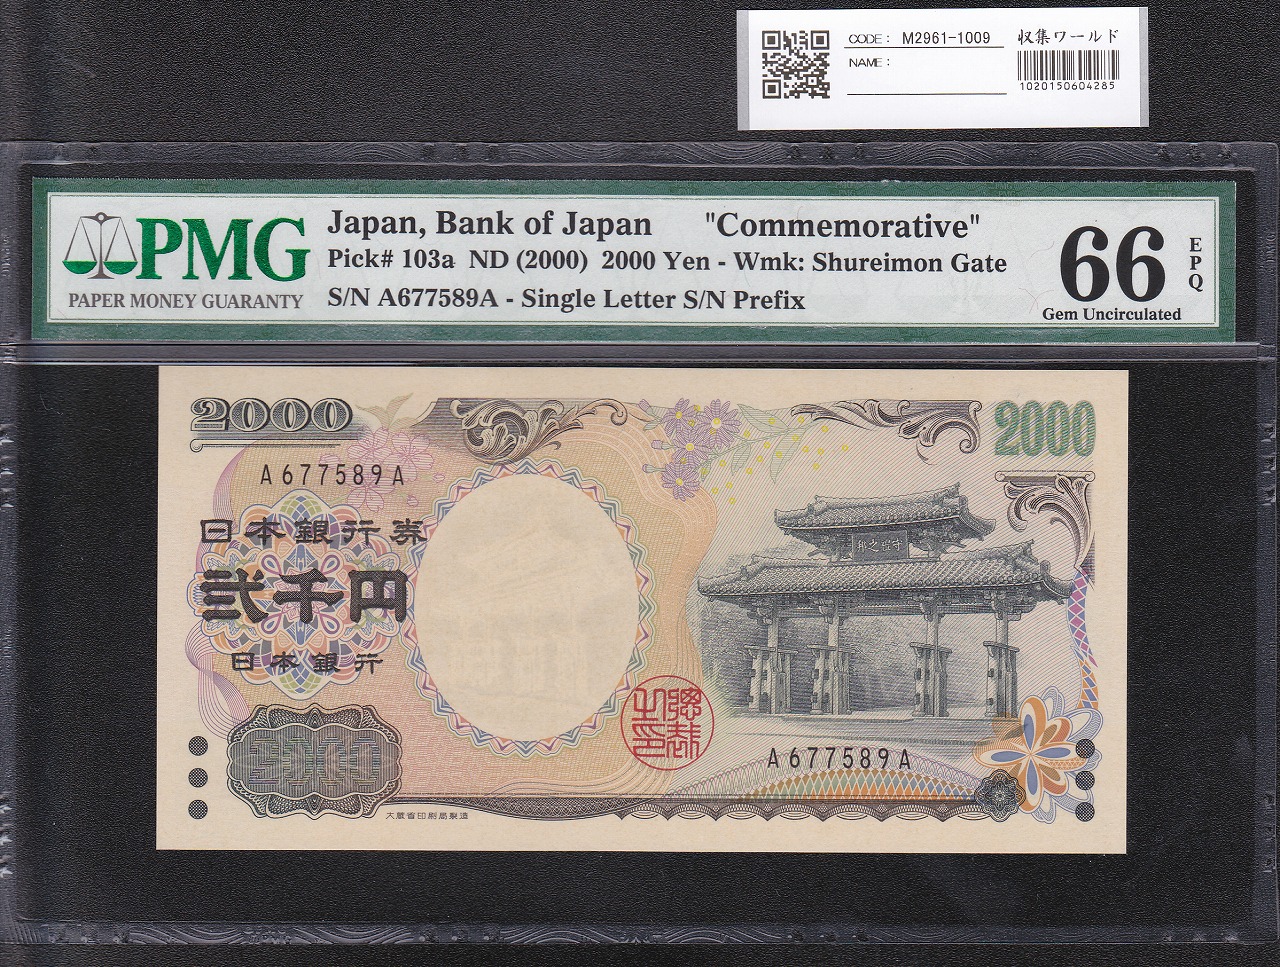 CODE: M2961-1009
収集ワールド
NAME:
1020150604285
PMG
PAPER MONEY GUARANTY
Japan, Bank of Japan "Commemorative"
Pick# 103a ND (2000) 2000 Yen - Wmk: Shureimon Gate
S/N A677589A - Single Letter S/N Prefix
66
EPQ
Gem Uncirculated
2000
2000
A677589A
日本銀行券
弐千円
日本銀行
守禮之邦
2000
A677589A
大蔵省印刷局製造